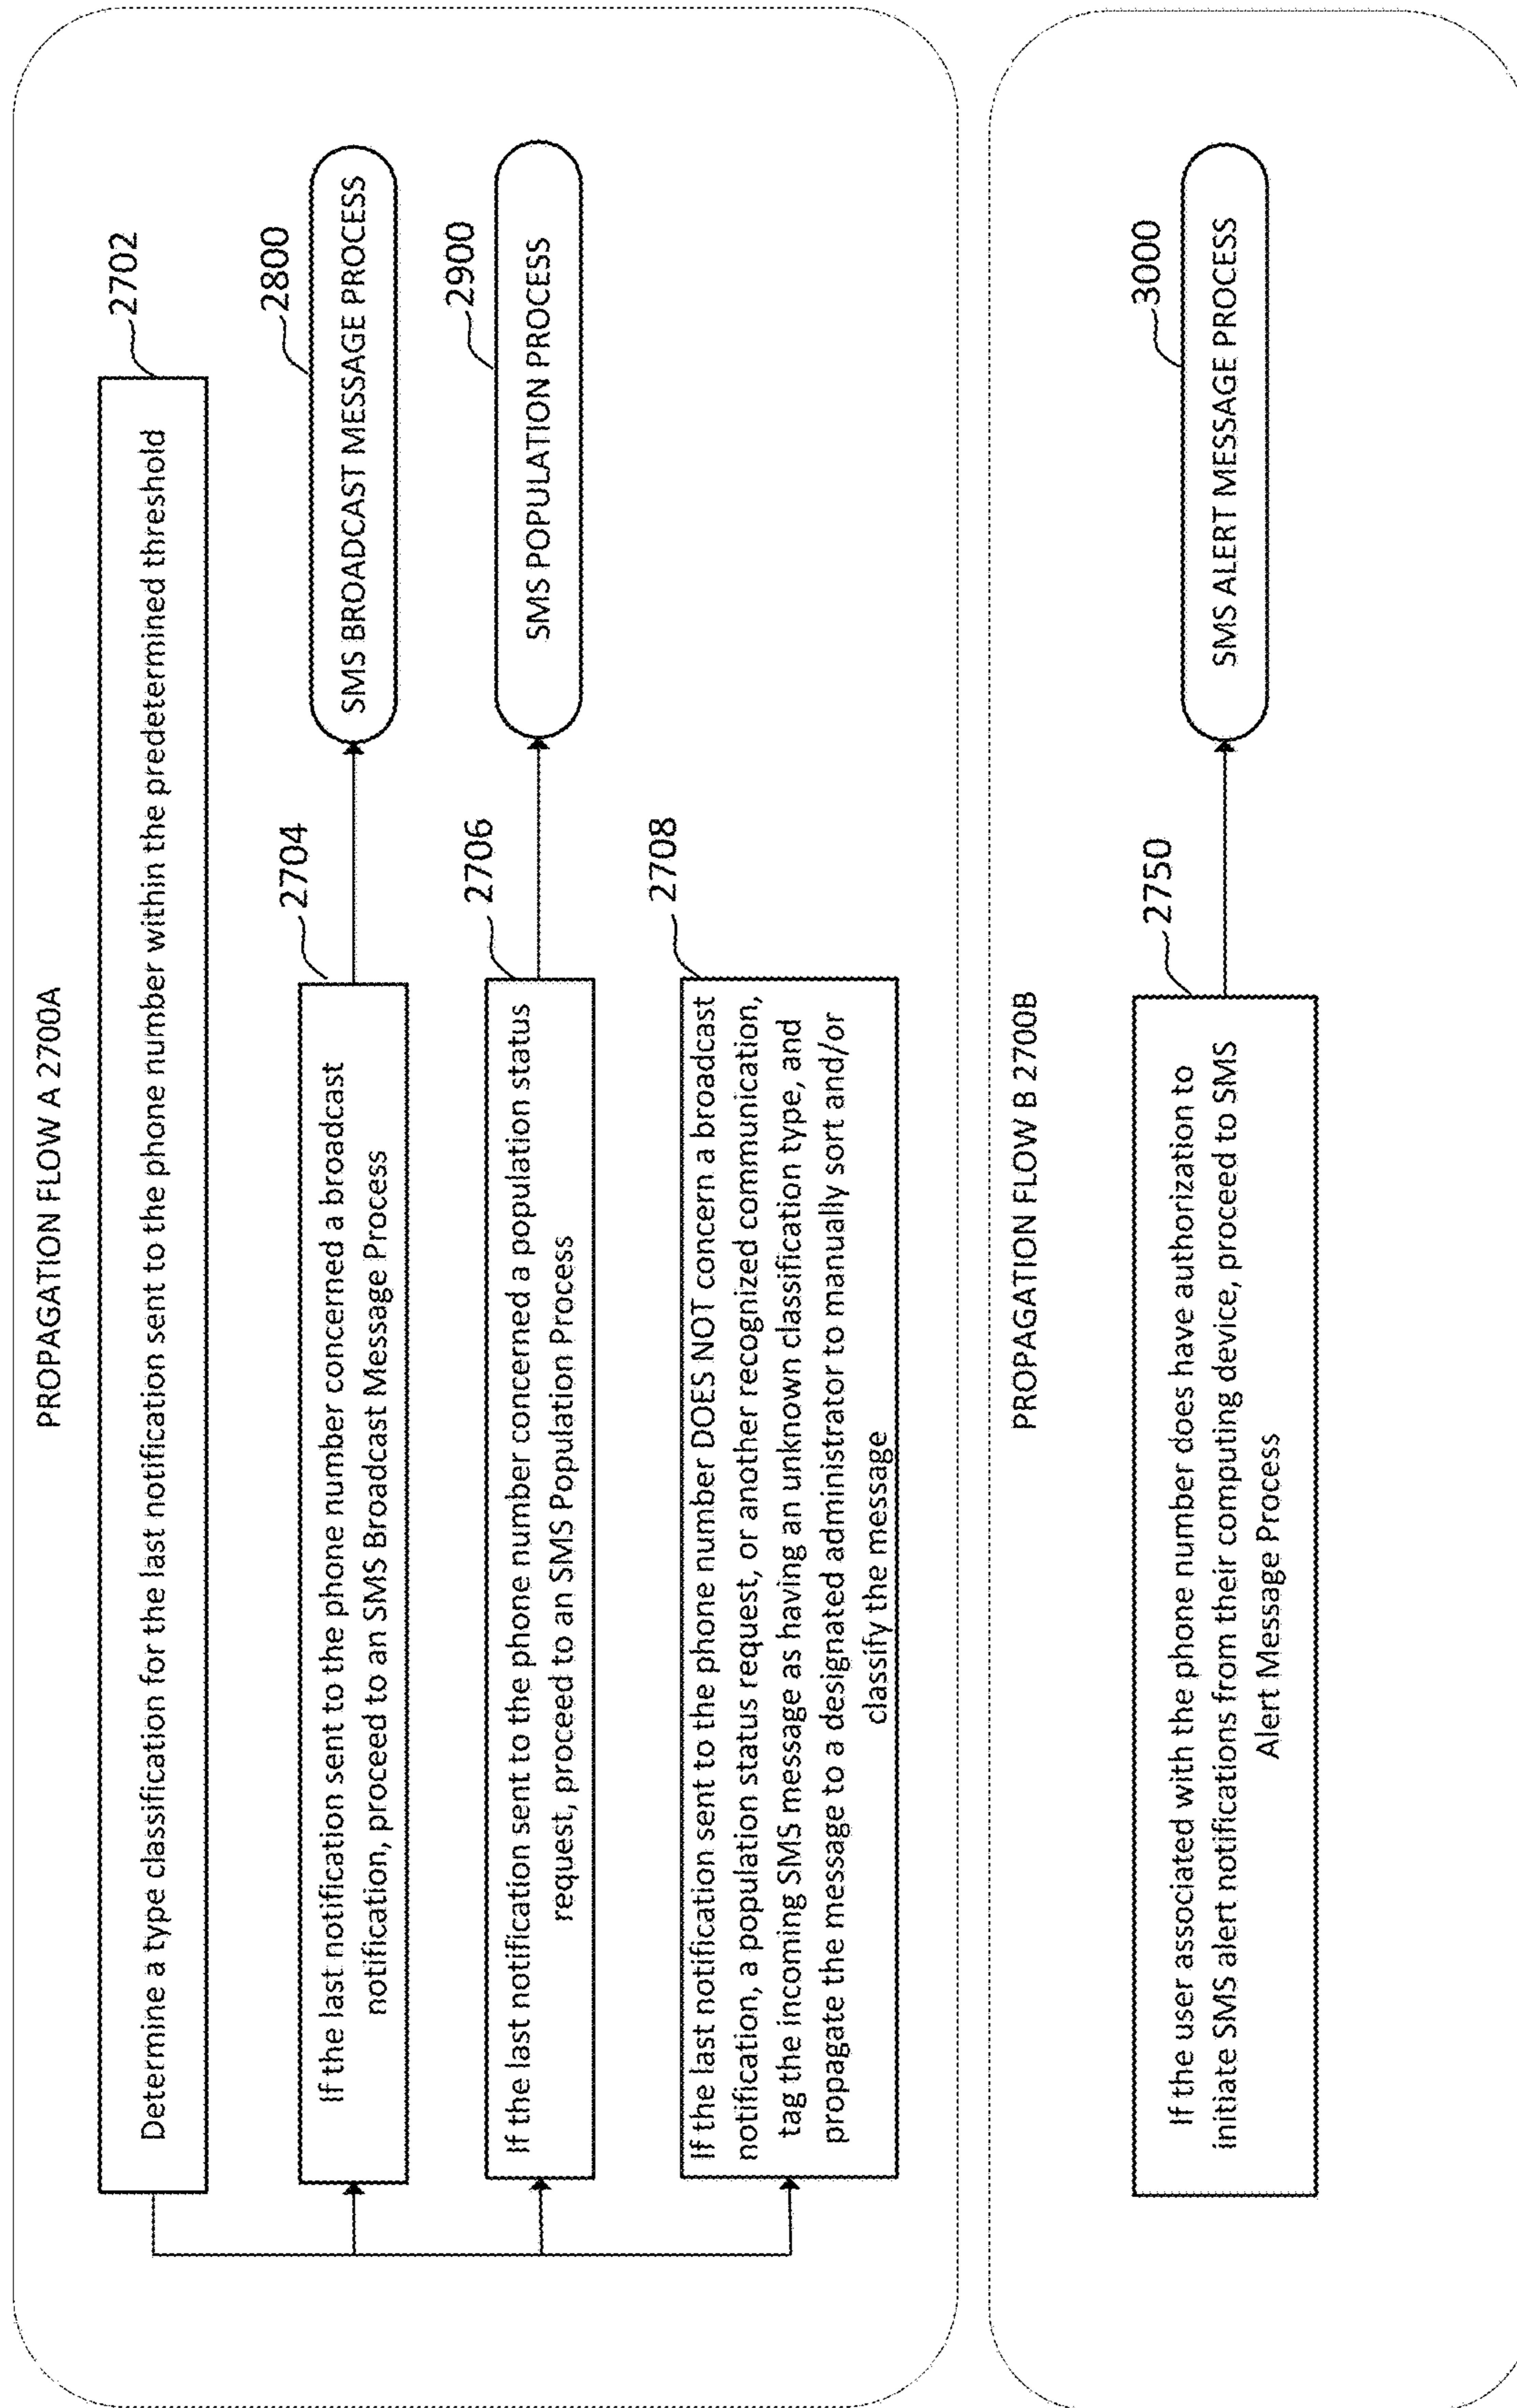 PROPAGATION FLOW A 2700A
2702
Determine a type classification for the last notification sent to the phone number within the predetermined threshold
2704
If the last notification sent to the phone number concerned a broadcast
notification, proceed to an SMS Broadcast Message Process
2800
SMS BROADCAST MESSAGE PROCESS
2706
If the last notification sent to the phone number concerned a population status
request, proceed to an SMS Population Process
2900
SMS POPULATION PROCESS
2708
If the last notification sent to the phone number DOES NOT concern a broadcast
notification, a population status request, or another recognized communication,
tag the incoming SMS message as having an unknown classification type, and
propagate the message to a designated administrator to manually sort and/or
classify the message
PROPAGATION FLOW B 2700B
2750
If the user associated with the phone number does have authorization to
initiate SMS alert notifications from their computing device, proceed to SMS
Alert Message Process
3000
SMS ALERT MESSAGE PROCESS